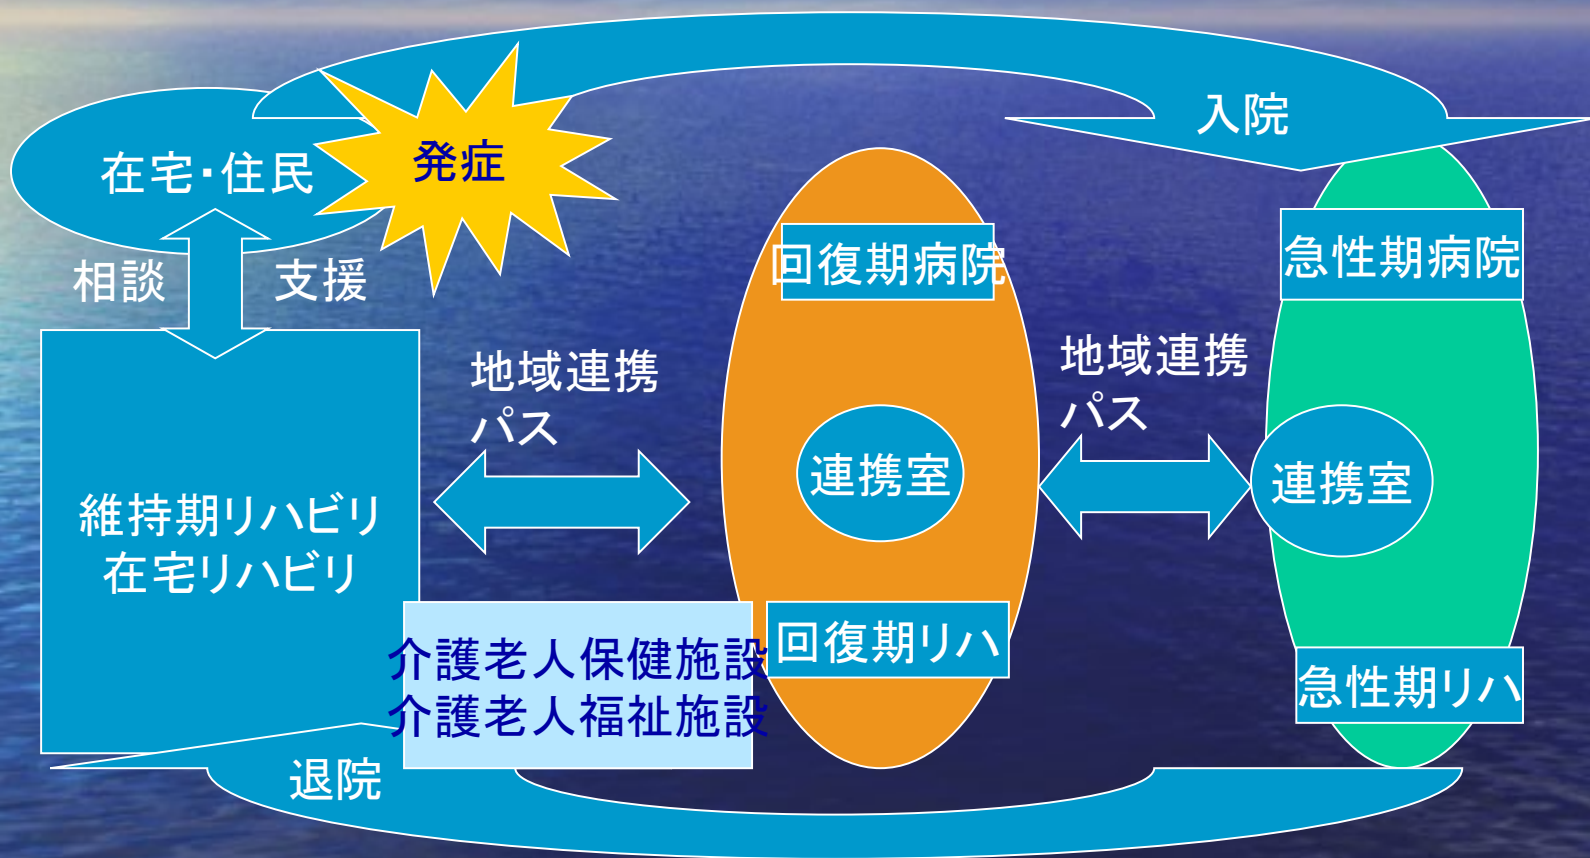 入院
発症
在宅・住民
相談
支援
回復期病院
急性期病院
地域連携
パス
地域連携
パス
連携室
連携室
維持期リハビリ
在宅リハビリ
介護老人保健施設
介護老人福祉施設
回復期リハ
急性期リハ
退院